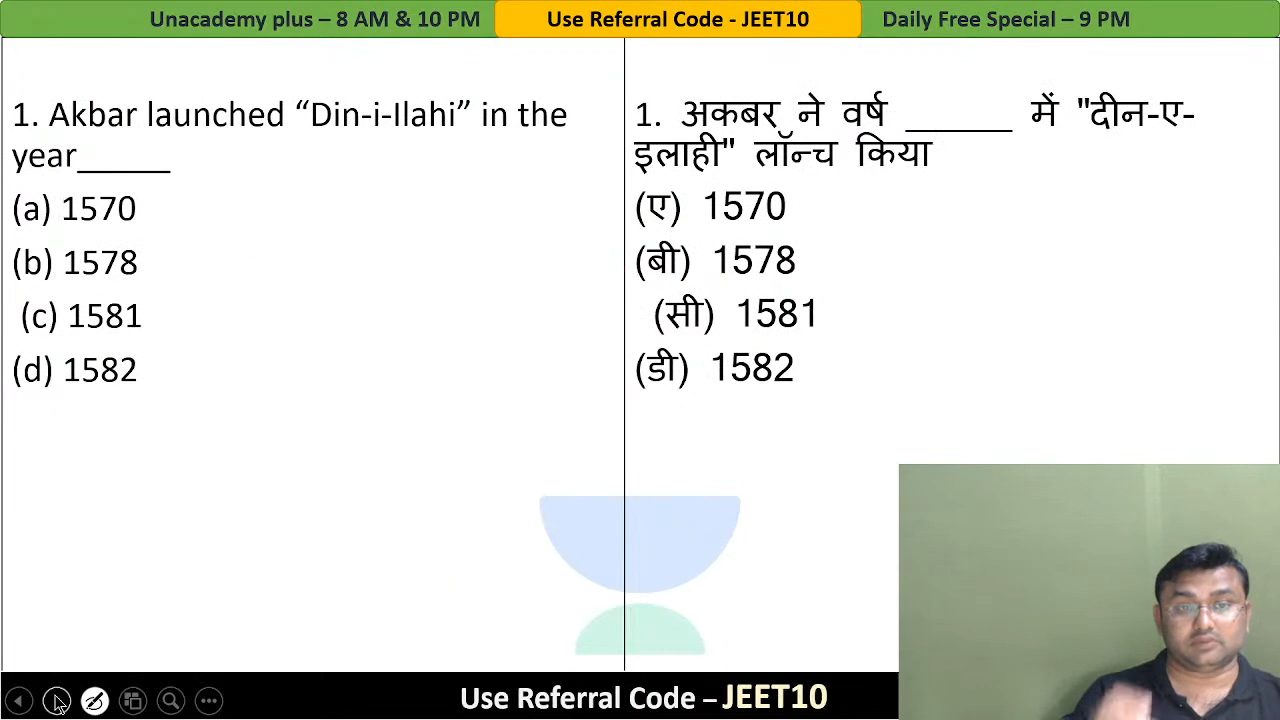 Unacademy plus – 8 AM & 10 PM
Use Referral Code - JEET10
Daily Free Special – 9 PM
1. Akbar launched “Din-i-Ilahi” in the
year_____
(a) 1570
(b) 1578
(c) 1581
(d) 1582
1. अकबर ने वर्ष _____ में "दीन-ए-
इलाही" लॉन्च किया
(ए) 1570
(बी) 1578
(सी) 1581
(डी) 1582
Use Referral Code – JEET10